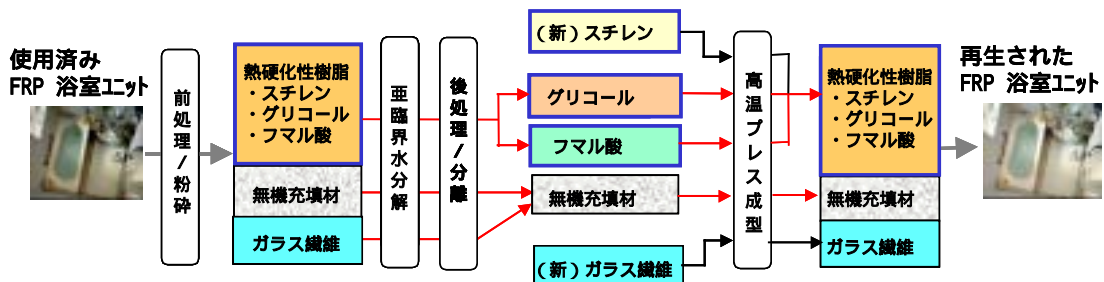 使用済み
FRP 浴室ユニット
前処理/粉砕
熱硬化性樹脂
・スチレン
・グリコール
・フマル酸
無機充填材
ガラス繊維
亜臨界水分解
後処理/分離
(新)スチレン
グリコール
フマル酸
無機充填材
(新)ガラス繊維
高温プレス成型
熱硬化性樹脂
・スチレン
・グリコール
・フマル酸
無機充填材
ガラス繊維
再生された
FRP 浴室ユニット